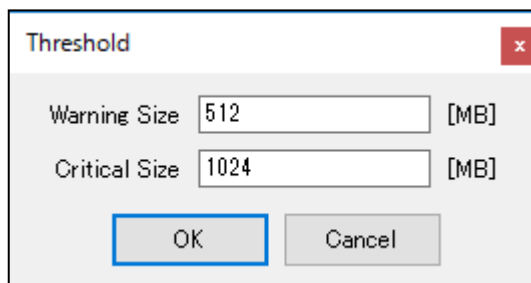 Threshold
x
Warning Size 512 [MB]
Critical Size 1024 [MB]
OK Cancel